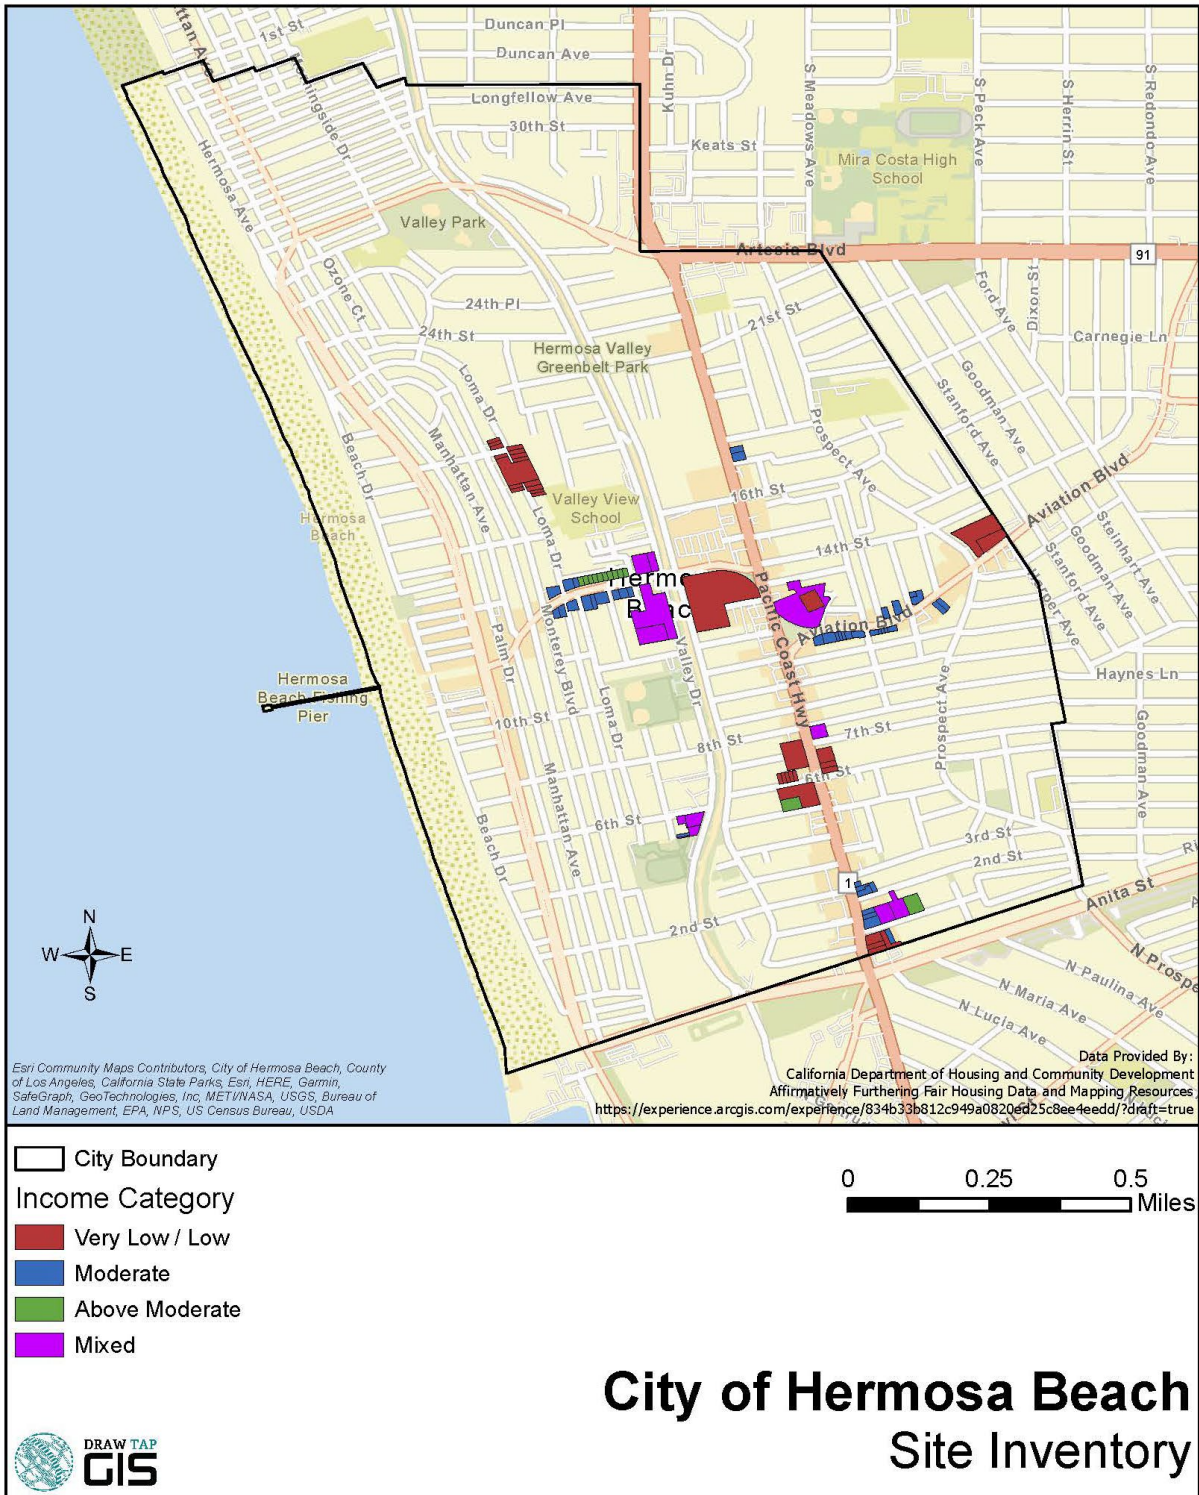 1st St
Duncan Pl
Duncan Ave
Morningside Dr
Kuhn Dr
S Meadows Ave
S Peck Ave
S Herrin St
S Redondo Ave
Longfellow Ave
30th St
Keats St
Mira Costa High
School
Hermosa Ave
Valley Park
Artesia Blvd
91
Ozone Ct
24th Pl
24th St
21st St
Ford Ave
Dixon St
Carnegie Ln
Hermosa Valley
Greenbelt Park
Loma Dr
Goodman Ave
Stanford Ave
Prospect Ave
Beach Dr
Manhattan Ave
Aviation Blvd
16th St
Valley View
School
Hermosa
Beach
Loma Dr
14th St
Steinhart Ave
Goodman Ave
Stanford Ave
Harper Ave
Pacific Coast Hwy
Aviation Blvd
Monterey Blvd
Palm Dr
Valley Dr
Hermosa
Beach Fishing
Pier
Haynes Ln
Loma Dr
10th St
Prospect Ave
Goodman Ave
7th St
8th St
6th St
Manhattan Ave
6th St
Beach Dr
3rd St
2nd St
1
Anita St
2nd St
N
W E
S
N Paulina Ave
N Maria Ave
N Lucia Ave
Esri Community Maps Contributors, City of Hermosa Beach, County
of Los Angeles, California State Parks, Esri, HERE, Garmin,
SafeGraph, GeoTechnologies, Inc, METI/NASA, USGS, Bureau of
Land Management, EPA, NPS, US Census Bureau, USDA
Data Provided By:
California Department of Housing and Community Development
Affirmatively Furthering Fair Housing Data and Mapping Resources
https://experience.arcgis.com/experience/834b33b812c949a0820ed25c8ee4eedd/?draft=true
City Boundary
Income Category
Very Low / Low
Moderate
Above Moderate
Mixed
0 0.25 0.5
Miles
City of Hermosa Beach
Site Inventory
DRAW TAP
GIS